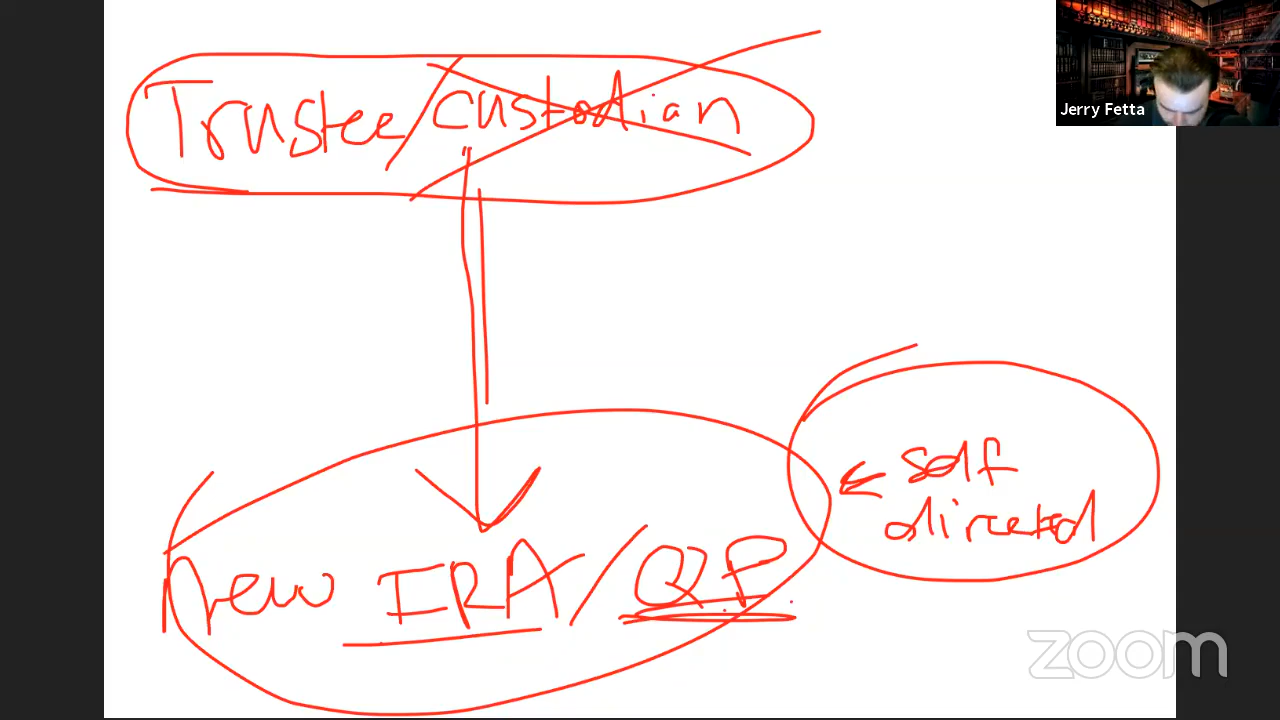 Jerry Fetta
Trustee/custodian
self
directed
New IRA/QP
zoom